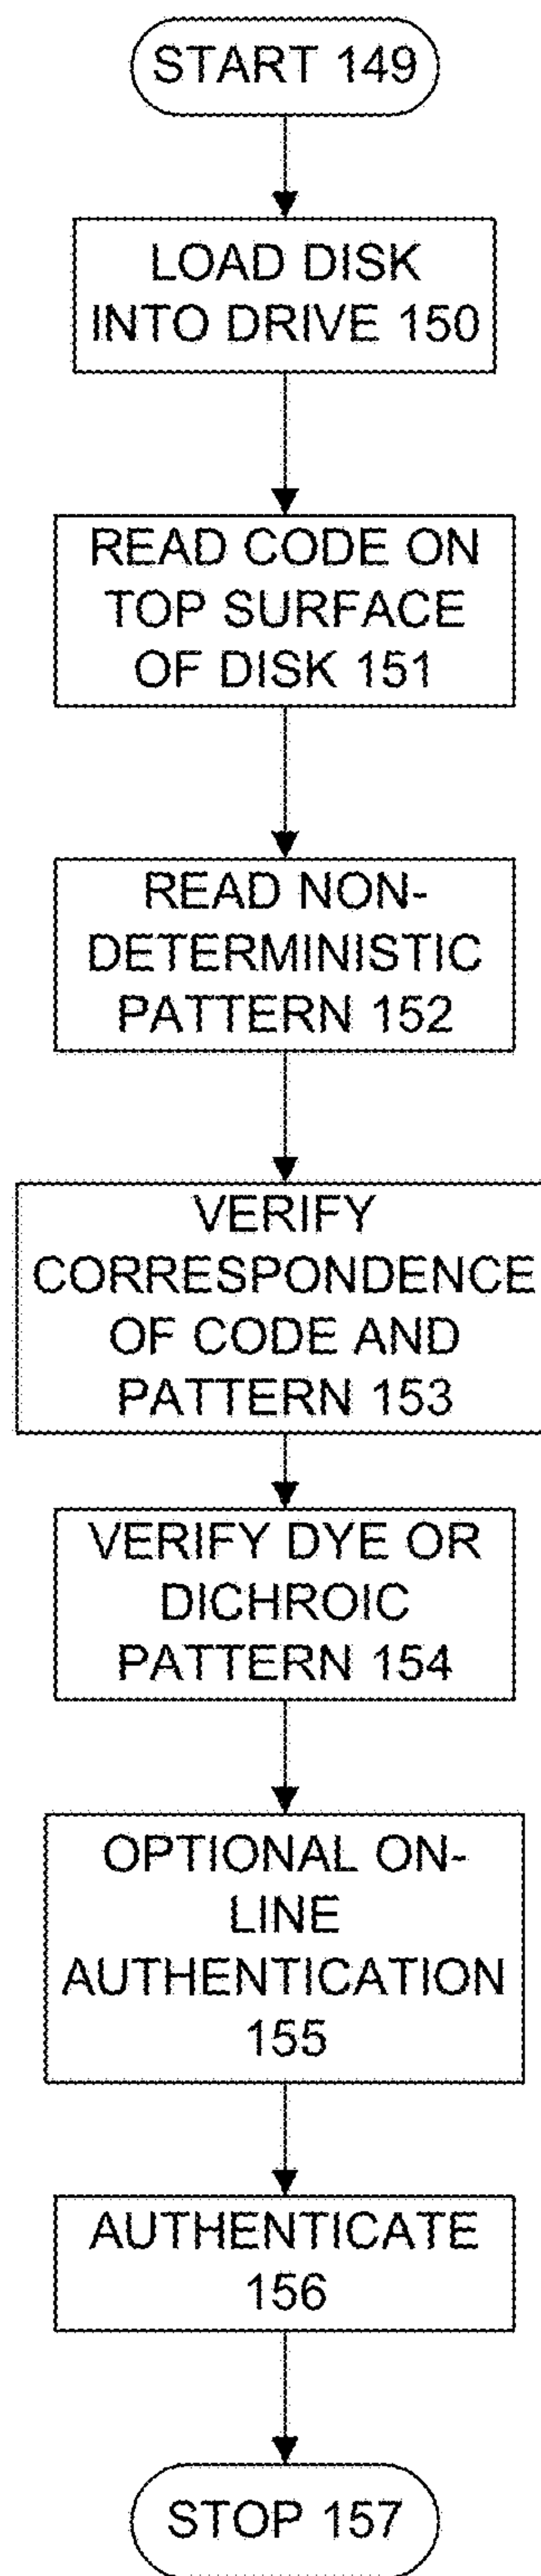 START 149
LOAD DISK
INTO DRIVE 150
READ CODE ON
TOP SURFACE
OF DISK 151
READ NON-
DETERMINISTIC
PATTERN 152
VERIFY
CORRESPONDENCE
OF CODE AND
PATTERN 153
VERIFY DYE OR
DICHROIC
PATTERN 154
OPTIONAL ON-
LINE
AUTHENTICATION
155
AUTHENTICATE
156
STOP 157